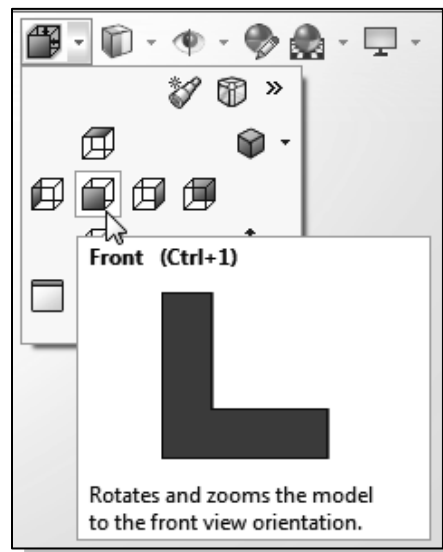 »
Front (Ctrl+1)
Rotates and zooms the model
to the front view orientation.